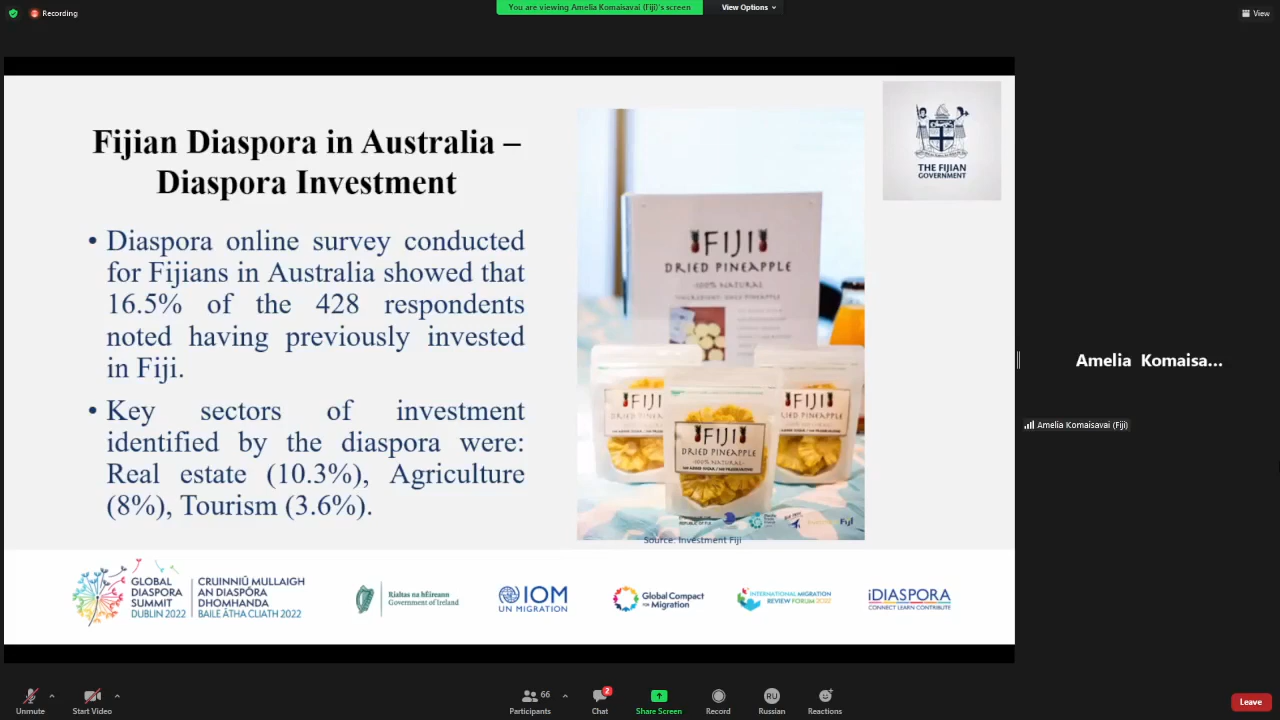 Recording
You are viewing Amelia Komaisavai (Fiji)'s screen
View Options
View
Fijian Diaspora in Australia –
Diaspora Investment
• Diaspora online survey conducted
for Fijians in Australia showed that
16.5% of the 428 respondents
noted having previously invested
in Fiji.
• Key sectors of investment
identified by the diaspora were:
Real estate (10.3%), Agriculture
(8%), Tourism (3.6%).
FIJI
DRIED PINEAPPLE
100% NATURAL
FIJI
DRIED PINE
FIJI
DRIED PINEAPPLE
100% NATURAL
FIJI
DRIED PINEAPPLE
Fiji
Source: Investment Fiji
THE FIJIAN
GOVERNMENT
Amelia Komaisa...
Amelia Komaisavai (Fiji)
GLOBAL
DIASPORA
SUMMIT
DUBLIN 2022
CRUINNIÚ MULLAIGH
AN DIASPÓRA
DHOMHANDA
BAILE ÁTHA CLIATH 2022
Rialtas na hÉireann
Government of Ireland
IOM
UN MIGRATION
Global Compact
FOR Migration
INTERNATIONAL MIGRATION
REVIEW FORUM 2022
iDIASPORA
CONNECT LEARN CONTRIBUTE
Unmute
Start Video
66
Participants
2
Chat
Share Screen
Record
RU
Russian
Reactions
Leave